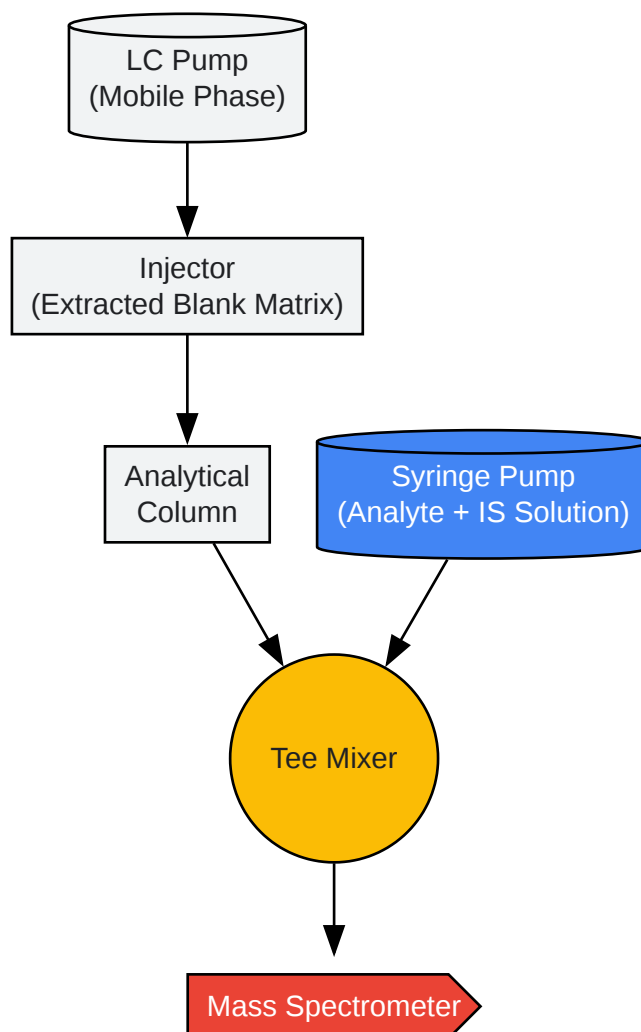 LC Pump
(Mobile Phase)
Injector
(Extracted Blank Matrix)
Analytical
Column
Syringe Pump
(Analyte + IS Solution)
Tee Mixer
Mass Spectrometer